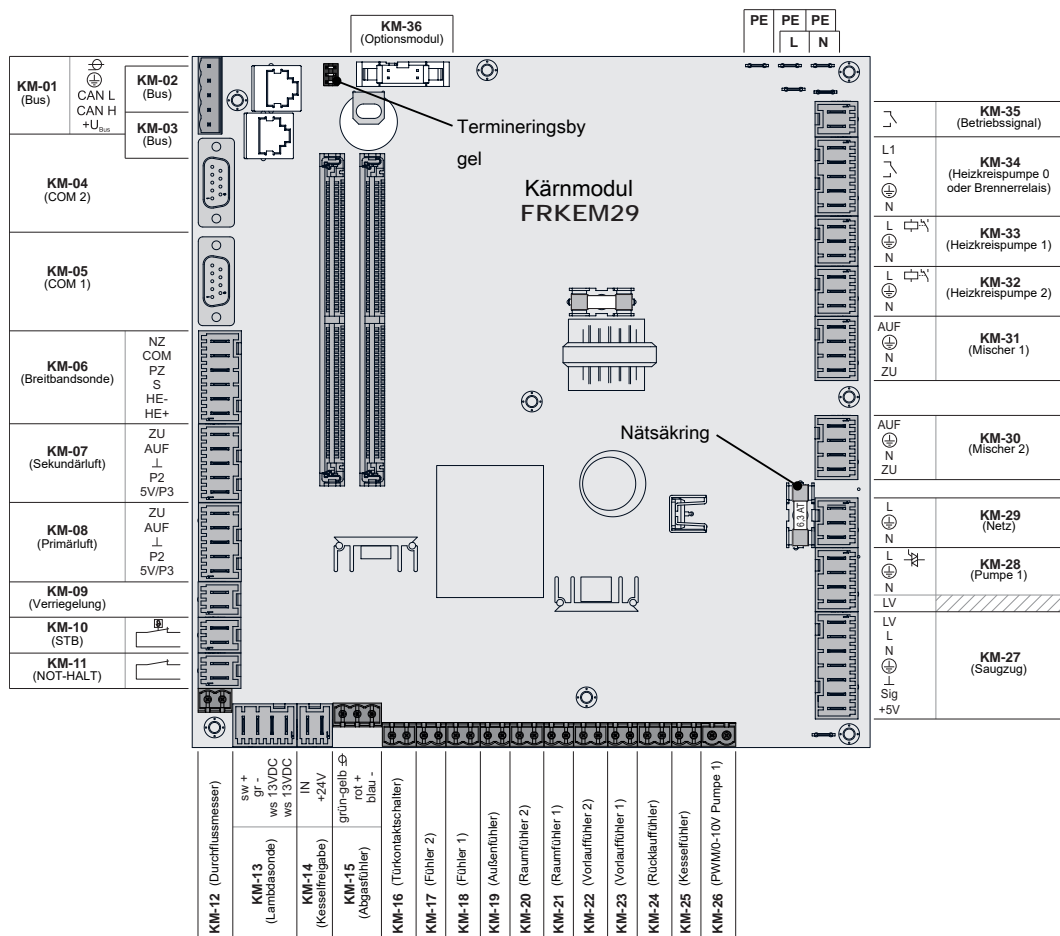 KM-36
(Optionsmodul)
PE PE PE
L N
KM-01
(Bus)
CAN L
CAN H
+U_Bus
KM-02
(Bus)
KM-03
(Bus)
KM-04
(COM 2)
KM-05
(COM 1)
KM-06
(Breitbandsonde)
NZ
COM
PZ
S
HE-
HE+
KM-07
(Sekundärluft)
ZU
AUF
⊥
P2
5V/P3
KM-08
(Primärluft)
ZU
AUF
⊥
P2
5V/P3
KM-09
(Verriegelung)
KM-10
(STB)
KM-11
(NOT-HALT)
Termineringsby
gel
Kärnmodul
FRKEM29
Nätsäkring
6,3 AT
KM-35
(Betriebssignal)
L1
N
KM-34
(Heizkreispumpe 0
oder Brennerrelais)
L
N
KM-33
(Heizkreispumpe 1)
L
N
KM-32
(Heizkreispumpe 2)
AUF
N
ZU
KM-31
(Mischer 1)
AUF
N
ZU
KM-30
(Mischer 2)
L
N
KM-29
(Netz)
L
N
LV
KM-28
(Pumpe 1)
LV
L
N
⊥
Sig
+5V
KM-27
(Saugzug)
KM-12 (Durchflussmesser)
sw +
gr -
ws 13VDC
ws 13VDC
KM-13
(Lambdasonde)
IN
+24V
KM-14
(Kesselfreigabe)
grün-gelb
rot +
blau -
KM-15
(Abgasfühler)
KM-16 (Türkontaktschalter)
KM-17 (Fühler 2)
KM-18 (Fühler 1)
KM-19 (Außenfühler)
KM-20 (Raumfühler 2)
KM-21 (Raumfühler 1)
KM-22 (Vorlauffühler 2)
KM-23 (Vorlauffühler 1)
KM-24 (Rücklauffühler)
KM-25 (Kesselfühler)
KM-26 (PWM/0-10V Pumpe 1)